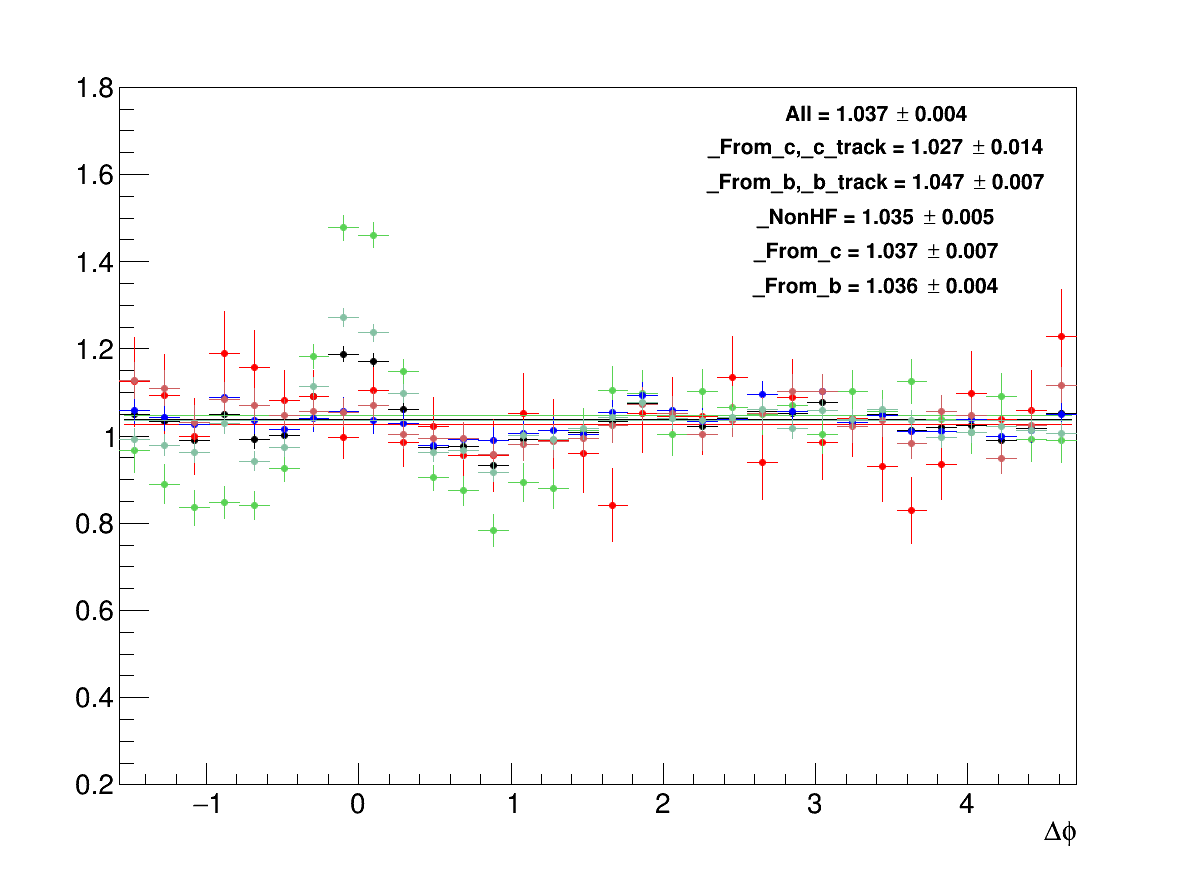 1.8
All = 1.037 ± 0.004
_From_c,_c_track = 1.027 ± 0.014
1.6
_From_b,_b_track = 1.047 ± 0.007
_NonHF = 1.035 ± 0.005
_From_c = 1.037 ± 0.007
1.4
_From_b = 1.036 ± 0.004
1.2
1
0.8
0.6
0.4
0.2
−1 0 1 2 3 4
Δϕ